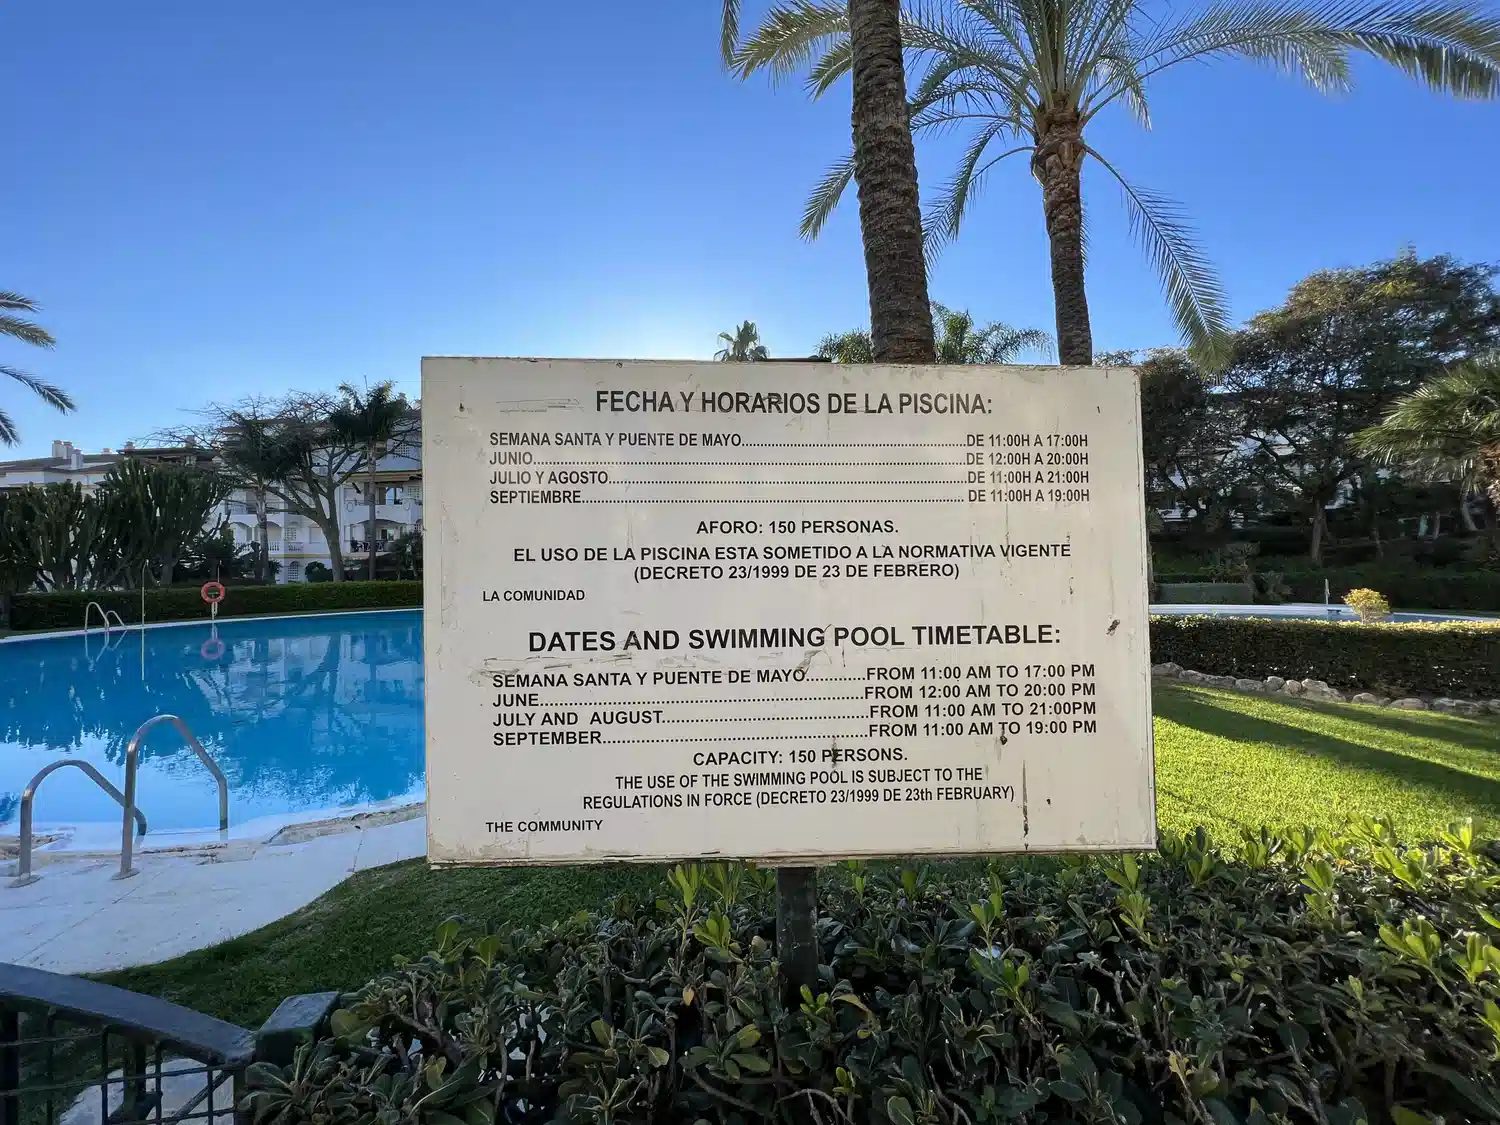 FECHA Y HORARIOS DE LA PISCINA:
SEMANA SANTA Y PUENTE DE MAYO..............................................DE 11:00H A 17:00H
JUNIO...............................................................................................DE 12:00H A 20:00H
JULIO Y AGOSTO..............................................................................DE 11:00H A 21:00H
SEPTIEMBRE.................................................................................... DE 11:00H A 19:00H
AFORO: 150 PERSONAS.
EL USO DE LA PISCINA ESTA SOMETIDO A LA NORMATIVA VIGENTE
(DECRETO 23/1999 DE 23 DE FEBRERO)
LA COMUNIDAD
DATES AND SWIMMING POOL TIMETABLE:
SEMANA SANTA Y PUENTE DE MAYO............FROM 11:00 AM TO 17:00 PM
JUNE..............................................................FROM 12:00 AM TO 20:00 PM
JULY AND AUGUST.......................................FROM 11:00 AM TO 21:00PM
SEPTEMBER..................................................FROM 11:00 AM TO 19:00 PM
CAPACITY: 150 PERSONS.
THE USE OF THE SWIMMING POOL IS SUBJECT TO THE
REGULATIONS IN FORCE (DECRETO 23/1999 DE 23th FEBRUARY)
THE COMMUNITY